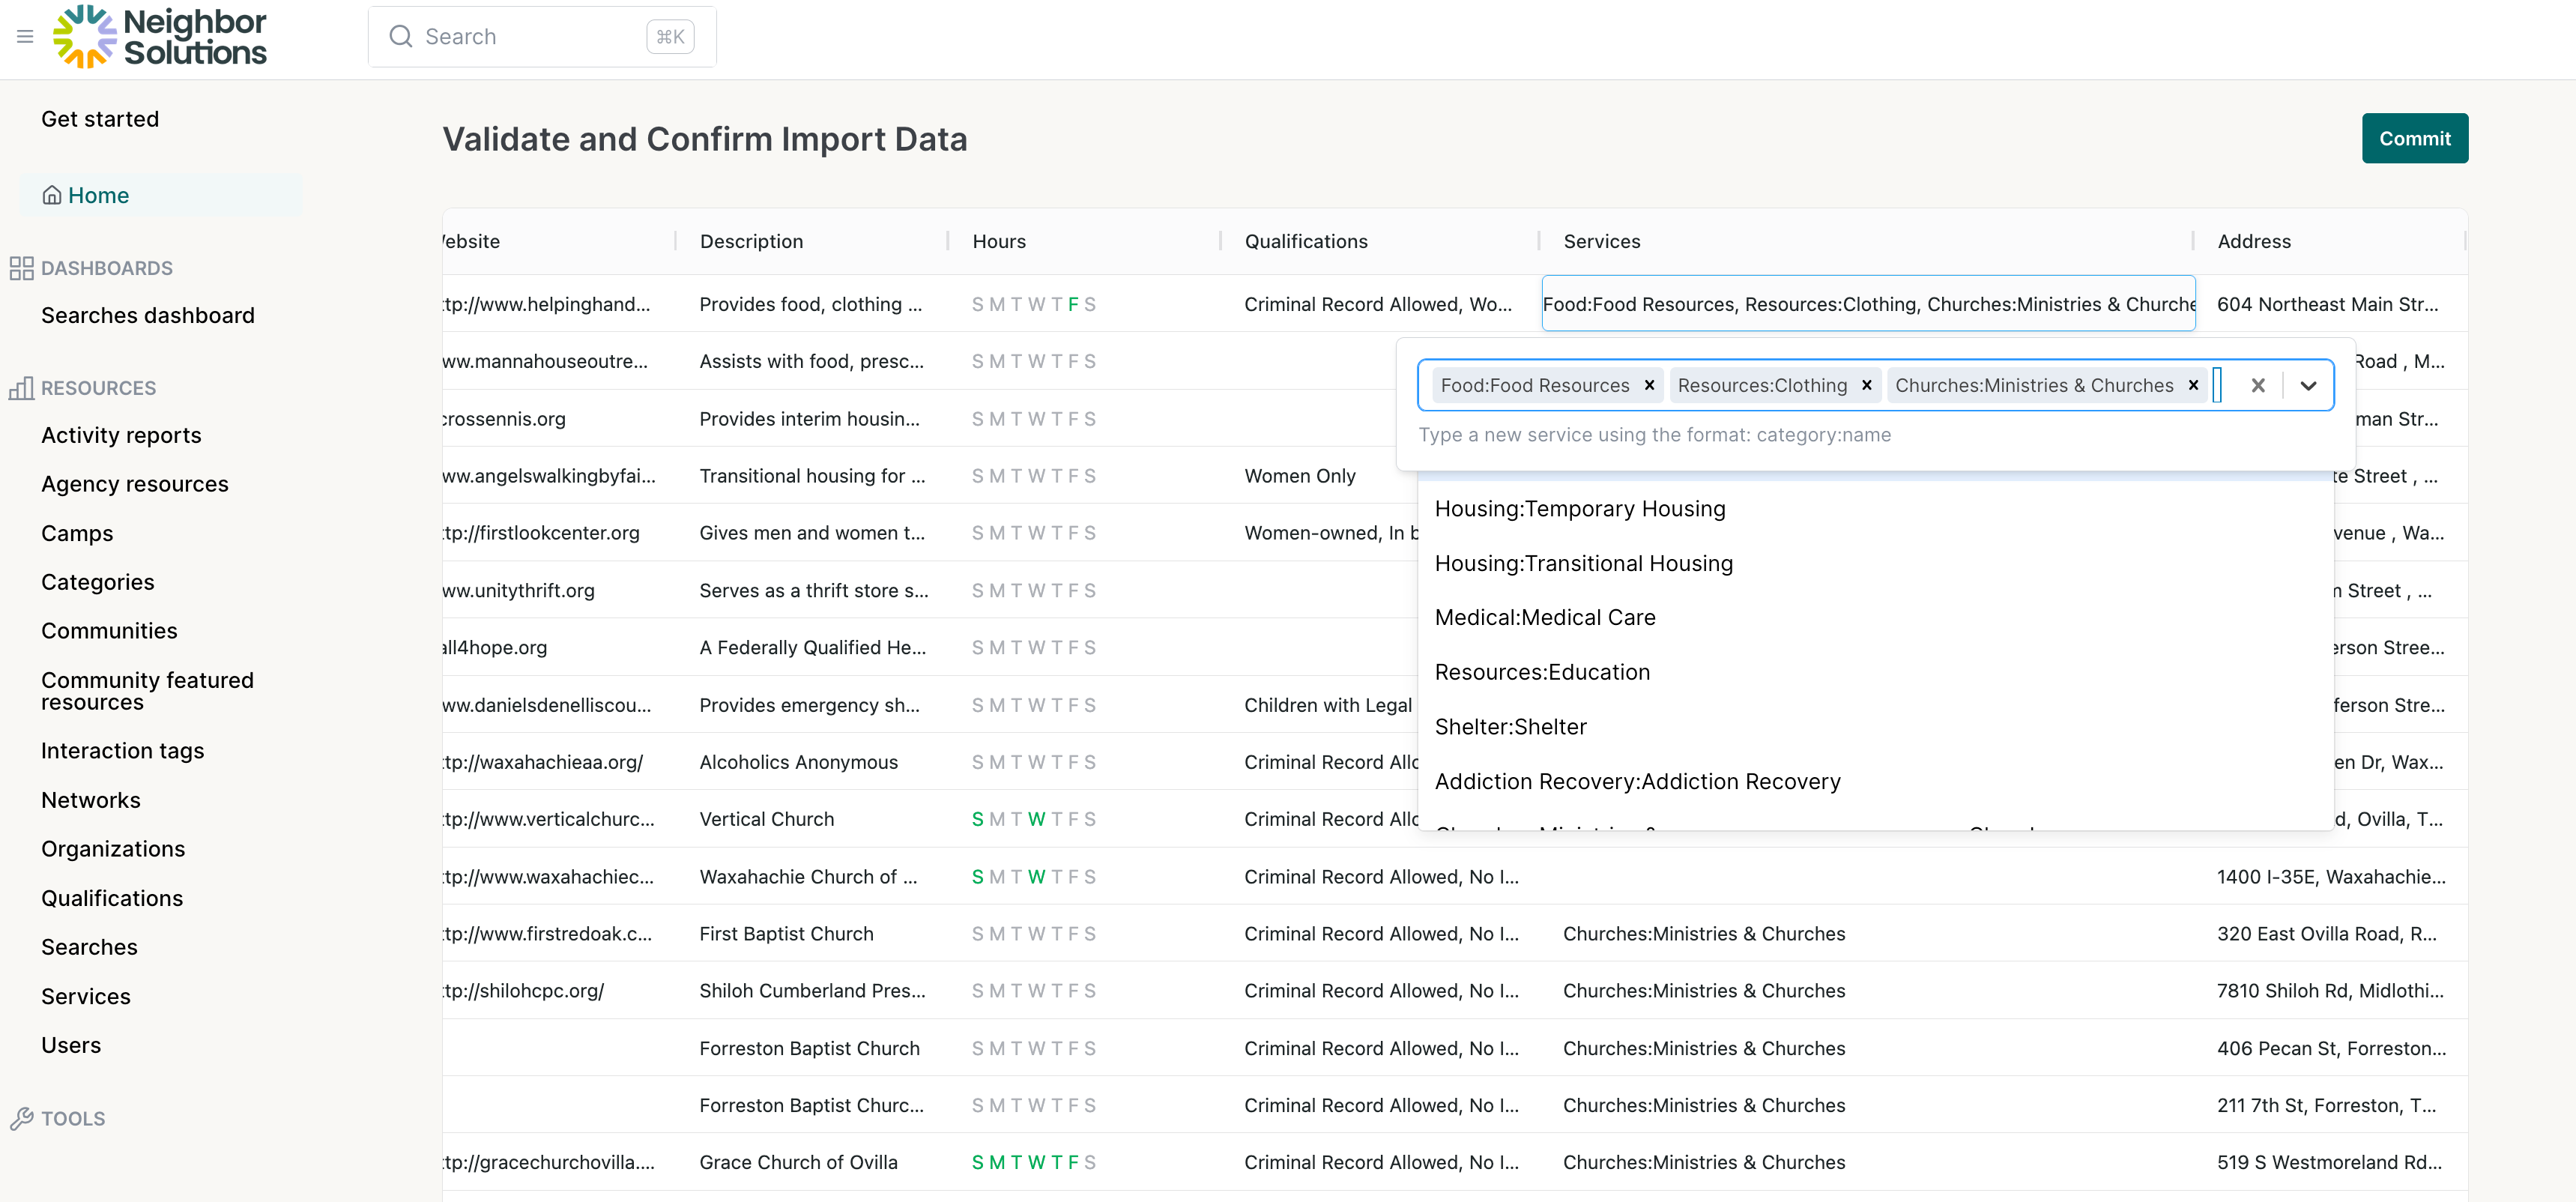 Neighbor
Solutions
Search
⌘K
Get started
Home
DASHBOARDS
Searches dashboard
RESOURCES
Activity reports
Agency resources
Camps
Categories
Communities
Community featured
resources
Interaction tags
Networks
Organizations
Qualifications
Searches
Services
Users
TOOLS
Validate and Confirm Import Data
Commit
ebsite Description Hours Qualifications Services Address
tp://www.helpinghand... Provides food, clothing ... S M T W T F S Criminal Record Allowed, Wo... Food:Food Resources, Resources:Clothing, Churches:Ministries & Churche 604 Northeast Main Str...
ww.mannahouseoutre... Assists with food, presc... S M T W T F S Road , M...
Food:Food Resources Resources:Clothing Churches:Ministries & Churches
crossennis.org Provides interim housin... S M T W T F S man Str...
Type a new service using the format: category:name
ww.angelswalkingbyfai... Transitional housing for ... S M T W T F S Women Only te Street , ...
Housing:Temporary Housing
ttp://firstlookcenter.org Gives men and women t... S M T W T F S Women-owned, In b venue , Wa...
Housing:Transitional Housing
ww.unitythrift.org Serves as a thrift store s... S M T W T F S m Street , ...
Medical:Medical Care
all4hope.org A Federally Qualified He... S M T W T F S erson Stree...
Resources:Education
ww.danielsdenelliscou... Provides emergency sh... S M T W T F S Children with Legal ferson Stre...
Shelter:Shelter
ttp://waxahachieaa.org/ Alcoholics Anonymous S M T W T F S Criminal Record Allo en Dr, Wax...
Addiction Recovery:Addiction Recovery
ttp://www.verticalchurc... Vertical Church S M T W T F S Criminal Record Allo d, Ovilla, T...
ttp://www.waxahachiec... Waxahachie Church of ... S M T W T F S Criminal Record Allowed, No I... 1400 I-35E, Waxahachie...
ttp://www.firstredoak.c... First Baptist Church S M T W T F S Criminal Record Allowed, No I... Churches:Ministries & Churches 320 East Ovilla Road, R...
ttp://shilohcpc.org/ Shiloh Cumberland Pres... S M T W T F S Criminal Record Allowed, No I... Churches:Ministries & Churches 7810 Shiloh Rd, Midlothi...
Forreston Baptist Church S M T W T F S Criminal Record Allowed, No I... Churches:Ministries & Churches 406 Pecan St, Forreston...
Forreston Baptist Churc... S M T W T F S Criminal Record Allowed, No I... Churches:Ministries & Churches 211 7th St, Forreston, T...
ttp://gracechurchovilla.... Grace Church of Ovilla S M T W T F S Criminal Record Allowed, No I... Churches:Ministries & Churches 519 S Westmoreland Rd...